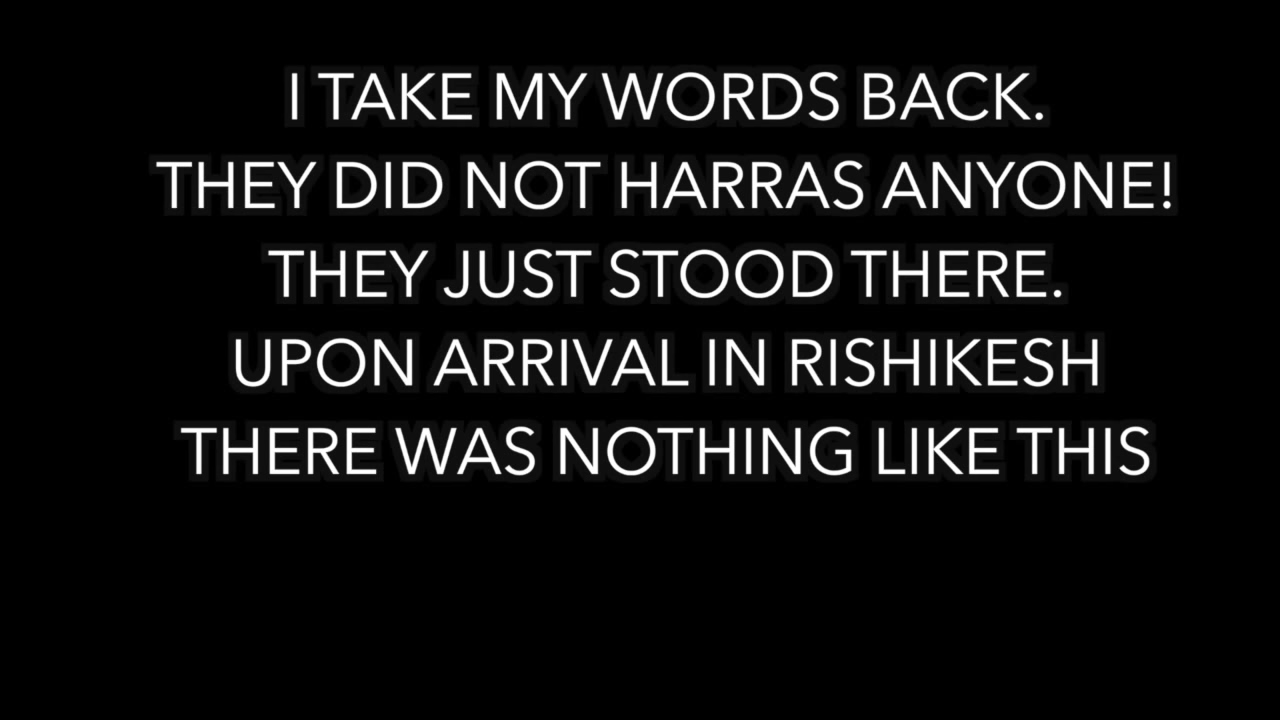 I TAKE MY WORDS BACK.
THEY DID NOT HARRAS ANYONE!
THEY JUST STOOD THERE.
UPON ARRIVAL IN RISHIKESH
THERE WAS NOTHING LIKE THIS